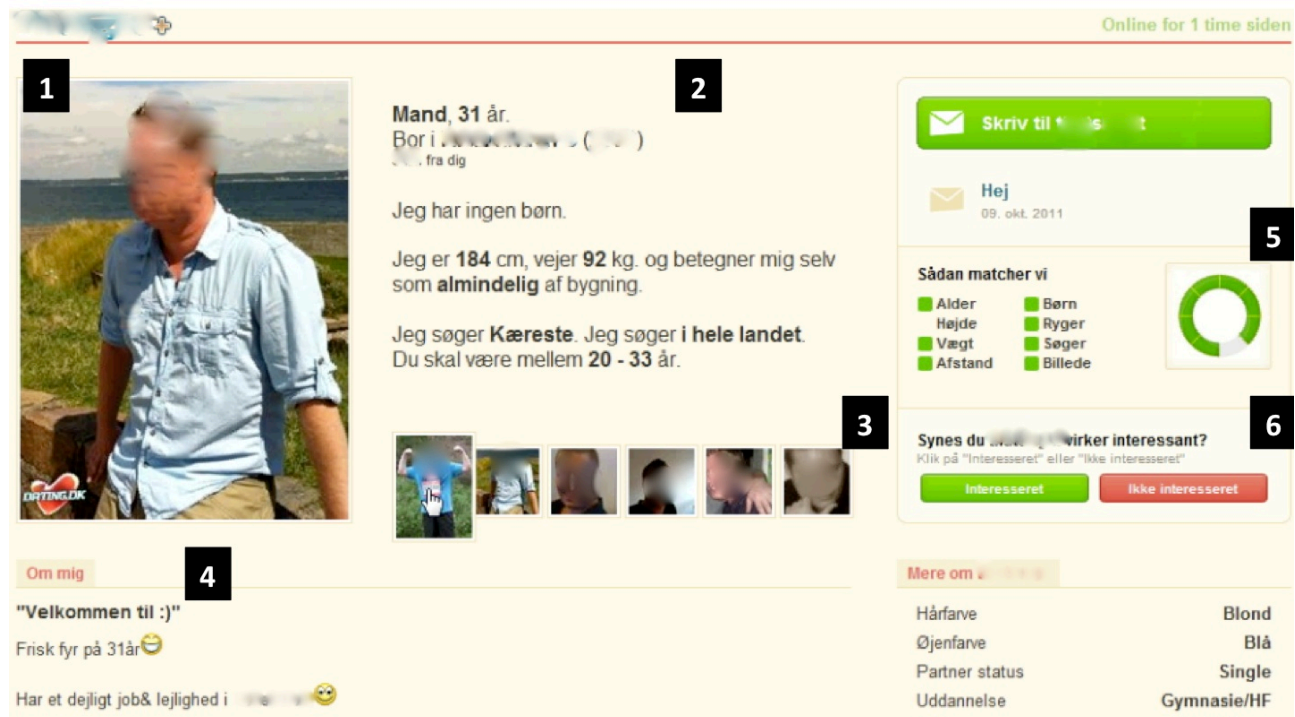 Online for 1 time siden
1
2
Mand, 31 år.
Bor i ( )
fra dig
Jeg har ingen børn.
Jeg er 184 cm, vejer 92 kg. og betegner mig selv
som almindelig af bygning.
Jeg søger Kæreste. Jeg søger i hele landet.
Du skal være mellem 20 - 33 år.
3
DATING.DK
Skriv til
Hej
09. okt. 2011
5
Sådan matcher vi
Alder Børn
Højde Ryger
Vægt Søger
Afstand Billede
6
Synes du virker interessant?
Klik på "Interesseret" eller "Ikke interesseret"
Interesseret Ikke interesseret
Om mig
4
"Velkommen til :)"
Frisk fyr på 31år
Har et dejligt job& lejlighed i
Mere om
Hårfarve Blond
Øjenfarve Blå
Partner status Single
Uddannelse Gymnasie/HF